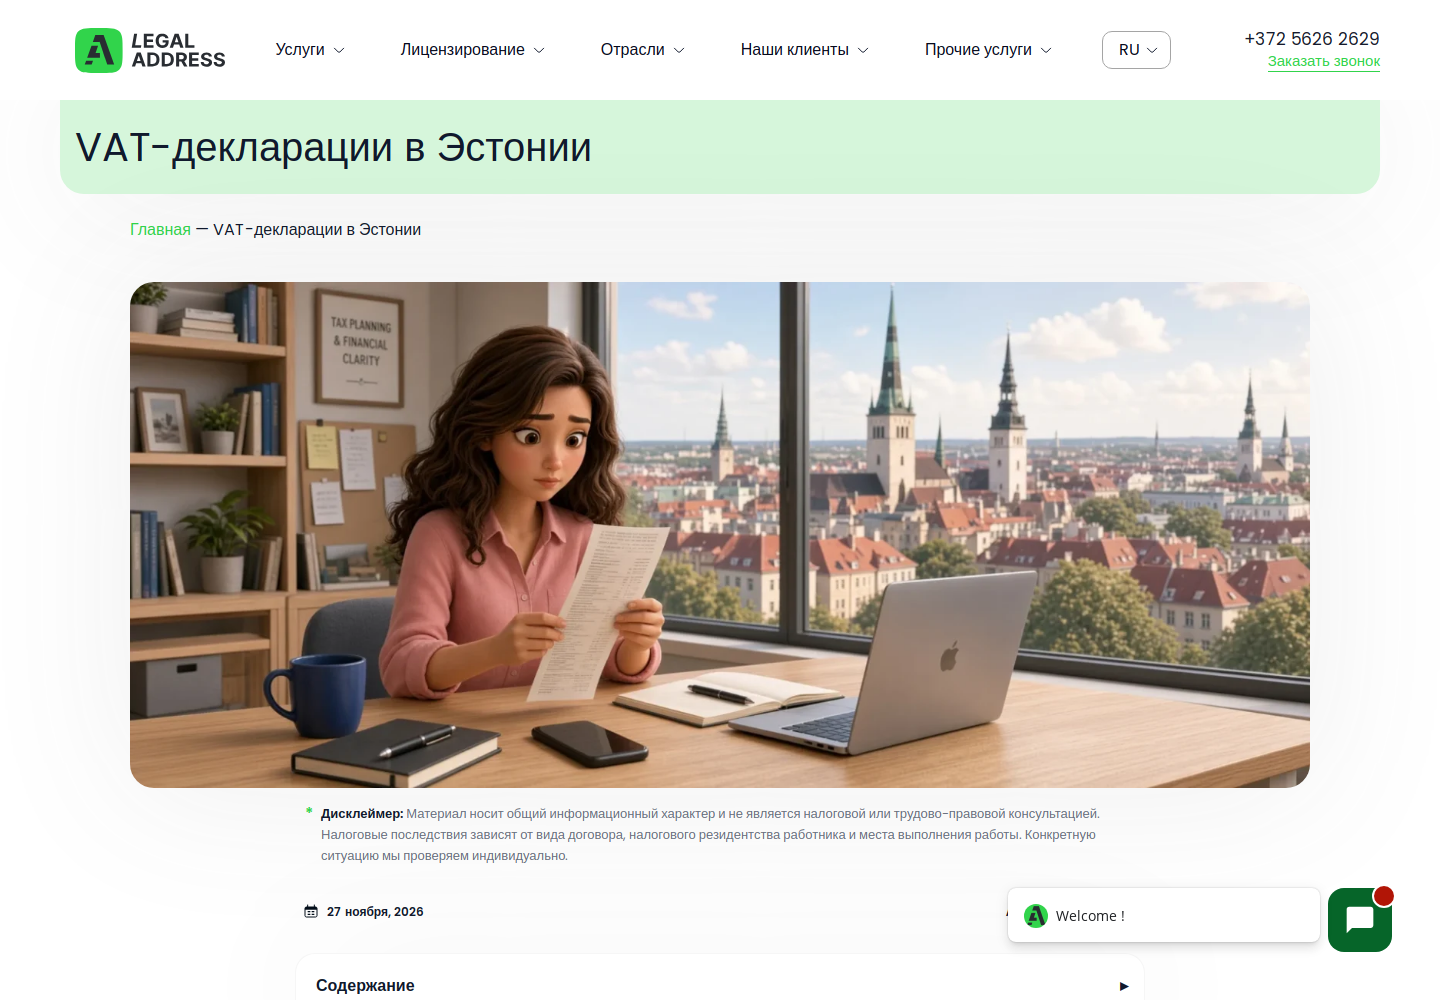 LEGAL
ADDRESS
Услуги
Лицензирование
Отрасли
Наши клиенты
Прочие услуги
RU
+372 5626 2629
Заказать звонок
VAT-декларации в Эстонии
Главная — VAT-декларации в Эстонии
TAX PLANNING
& FINANCIAL
CLARITY
* Дисклеймер: Материал носит общий информационный характер и не является налоговой или трудово-правовой консультацией.
Налоговые последствия зависят от вида договора, налогового резидентства работника и места выполнения работы. Конкретную
ситуацию мы проверяем индивидуально.
27 ноября, 2026
Welcome !
Содержание